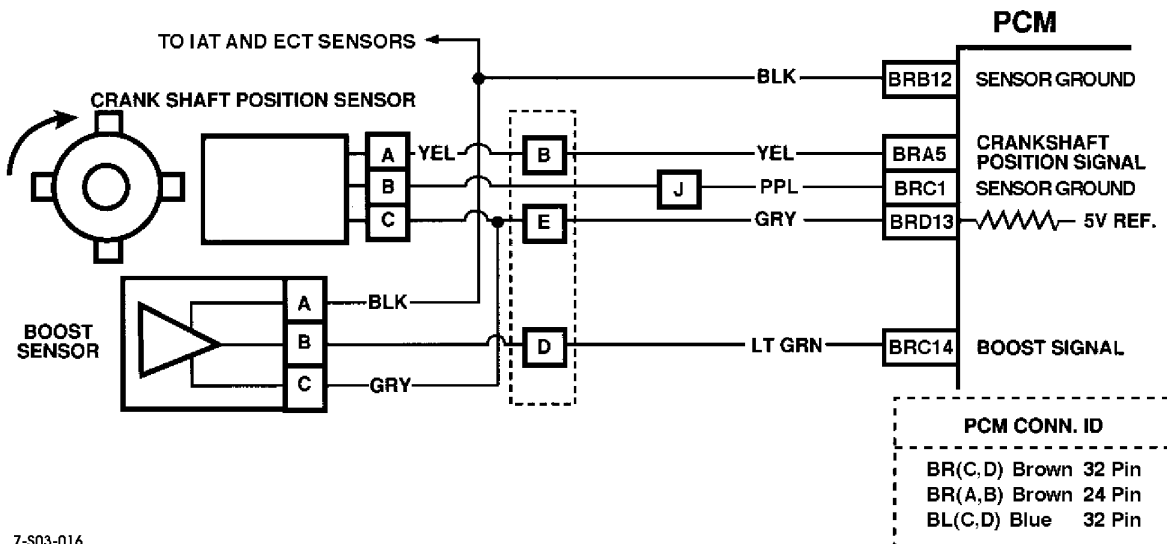 PCM
TO IAT AND ECT SENSORS
BLK
BRB12
SENSOR GROUND
CRANK SHAFT POSITION SENSOR
A
YEL
B
YEL
BRA5
CRANKSHAFT
POSITION SIGNAL
B
J
PPL
BRC1
SENSOR GROUND
C
E
GRY
BRD13
5V REF.
BOOST
SENSOR
A
BLK
B
D
LT GRN
BRC14
BOOST SIGNAL
C
GRY
PCM CONN. ID
BR(C,D) Brown 32 Pin
BR(A,B) Brown 24 Pin
BL(C,D) Blue 32 Pin
7-S03-016